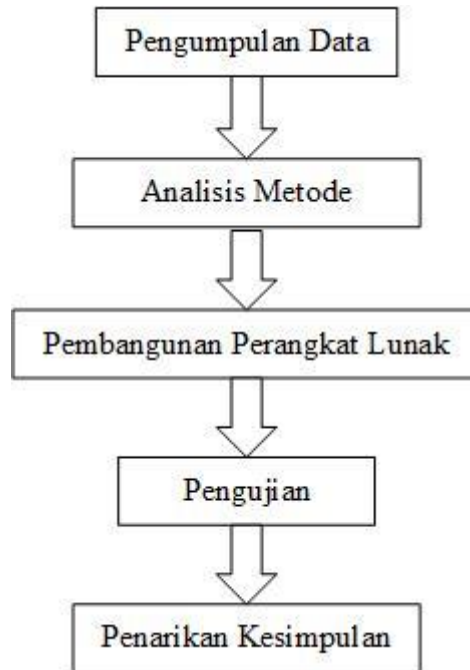 Pengumpulan Data
Analisis Metode
Pembangunan Perangkat Lunak
Pengujian
Penarikan Kesimpulan